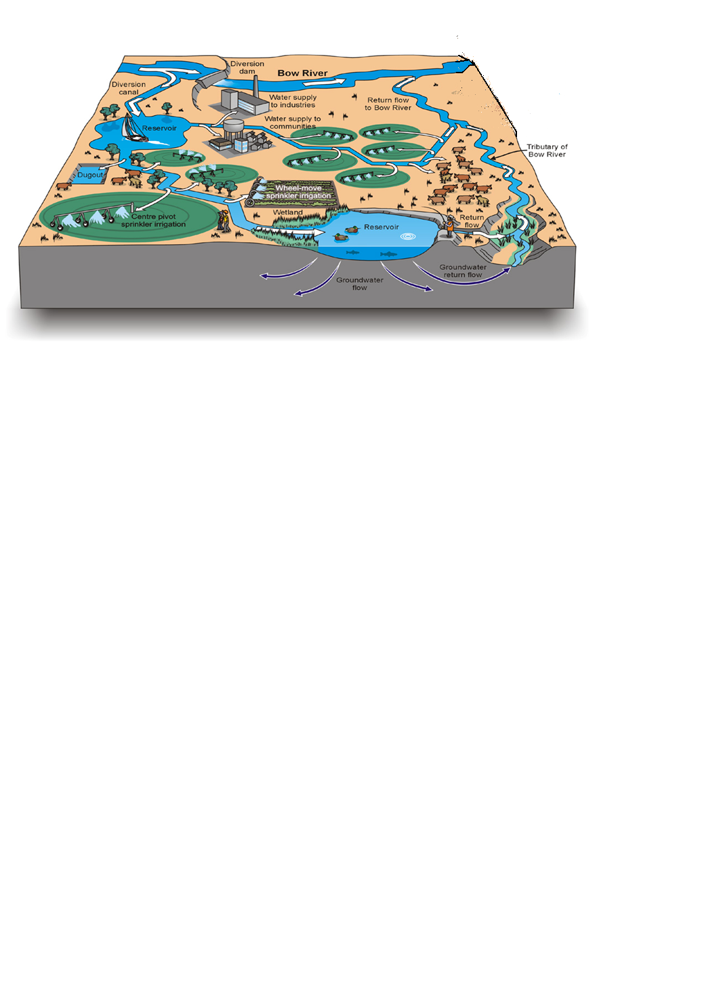 Diversion
dam
Bow River
Diversion
canal
Water supply
to industries
Return flow
to Bow River
Water supply to
communities
Reservoir
Tributary of
Bow River
Dugout
Wheel-move
sprinkler irrigation
Centre pivot
sprinkler irrigation
Wetland
Reservoir
Return
flow
Groundwater
return flow
Groundwater
flow